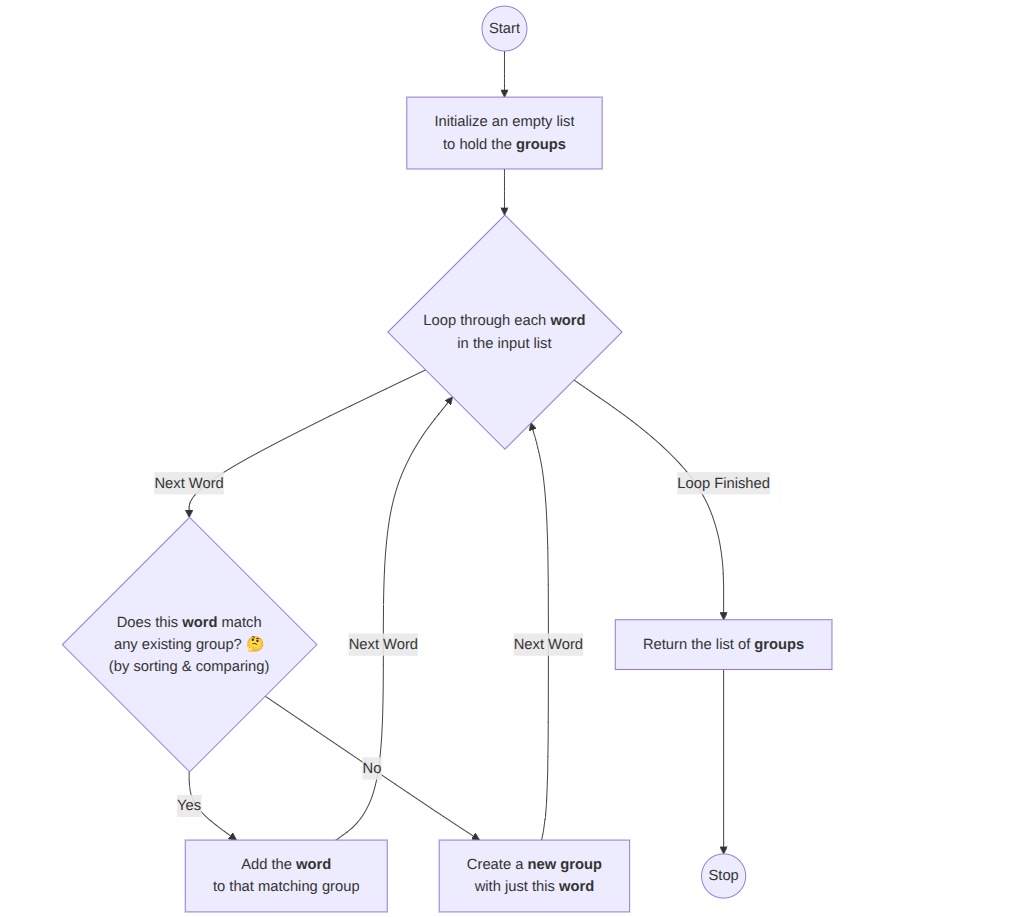 Start
Initialize an empty list
to hold the groups
Loop through each word
in the input list
Next Word
Loop Finished
Does this word match
any existing group? 🤔
(by sorting & comparing)
Next Word
Next Word
Return the list of groups
No
Yes
Add the word
to that matching group
Create a new group
with just this word
Stop